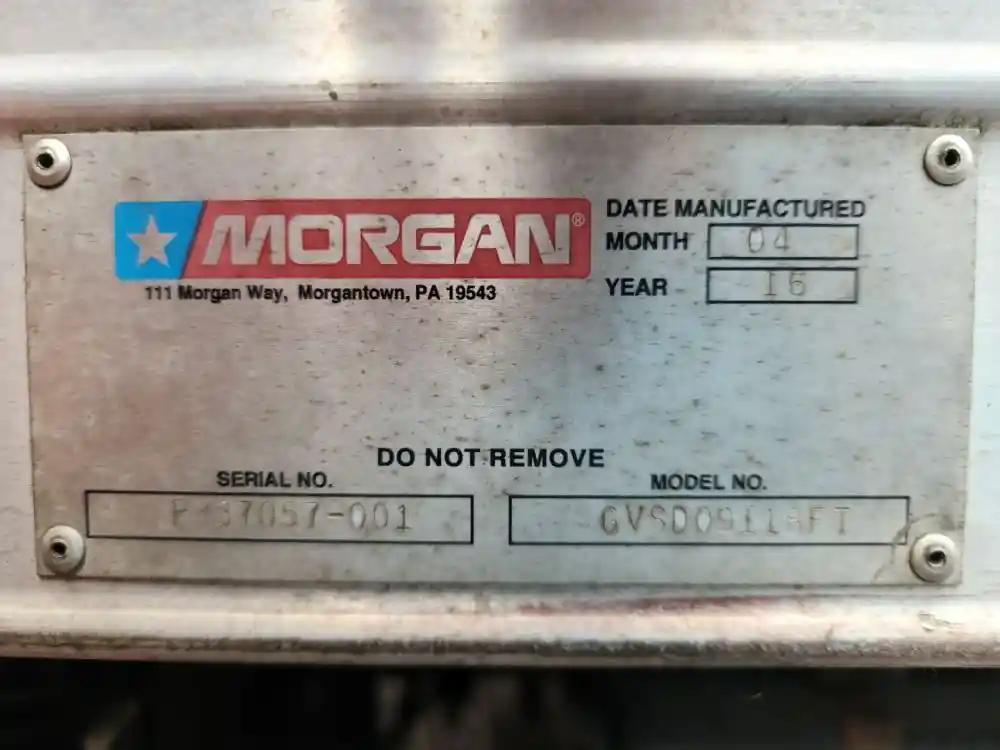 MORGAN®
111 Morgan Way, Morgantown, PA 19543
DATE MANUFACTURED
MONTH 04
YEAR 16
DO NOT REMOVE
SERIAL NO.
MODEL NO.